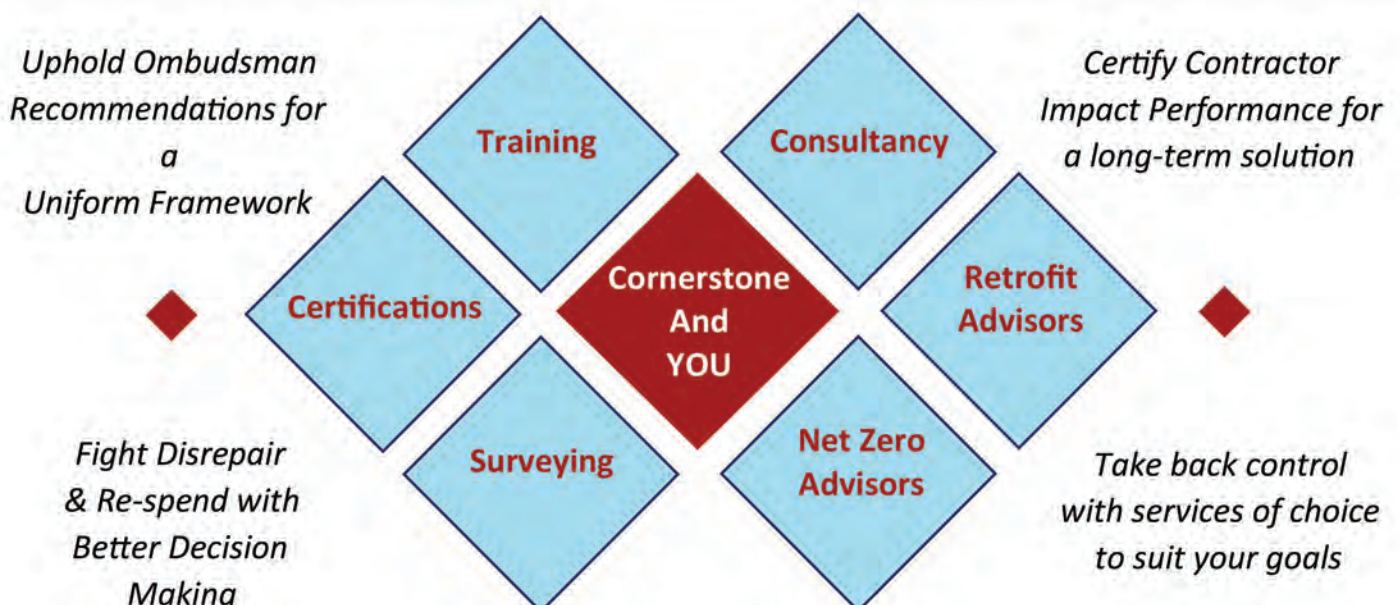 Uphold Ombudsman
Recommendations for
a
Uniform Framework
Training
Consultancy
Certify Contractor
Impact Performance for
a long-term solution
Certifications
Cornerstone
And
YOU
Retrofit
Advisors
Fight Disrepair
& Re-spend with
Better Decision
Making
Surveying
Net Zero
Advisors
Take back control
with services of choice
to suit your goals